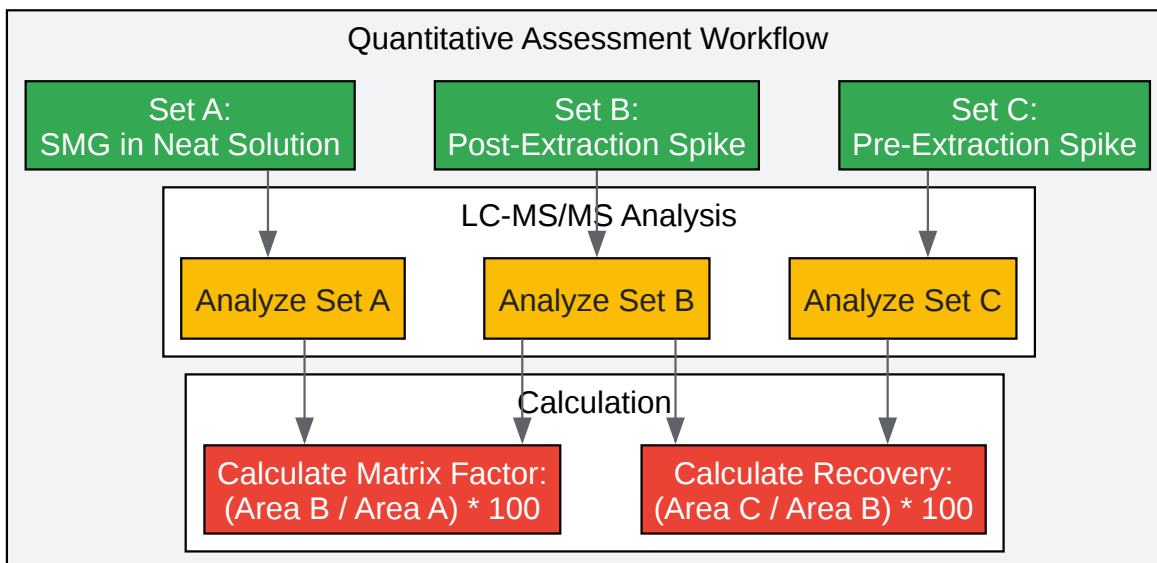 Quantitative Assessment Workflow
Set A:
SMG in Neat Solution
Set B:
Post-Extraction Spike
Set C:
Pre-Extraction Spike
LC-MS/MS Analysis
Analyze Set A
Analyze Set B
Analyze Set C
Calculation
Calculate Matrix Factor:
(Area B / Area A) * 100
Calculate Recovery:
(Area C / Area B) * 100